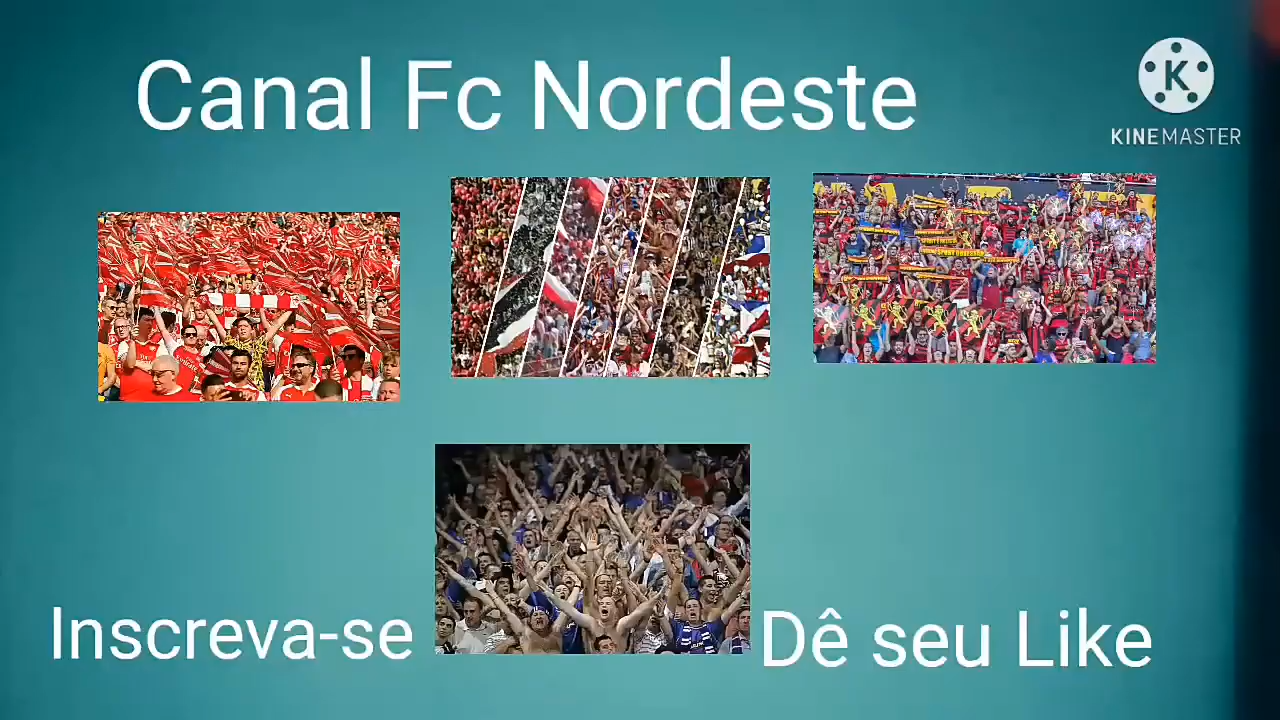 Canal Fc Nordeste
K
KINEMASTER
Inscreva-se
Dê seu Like